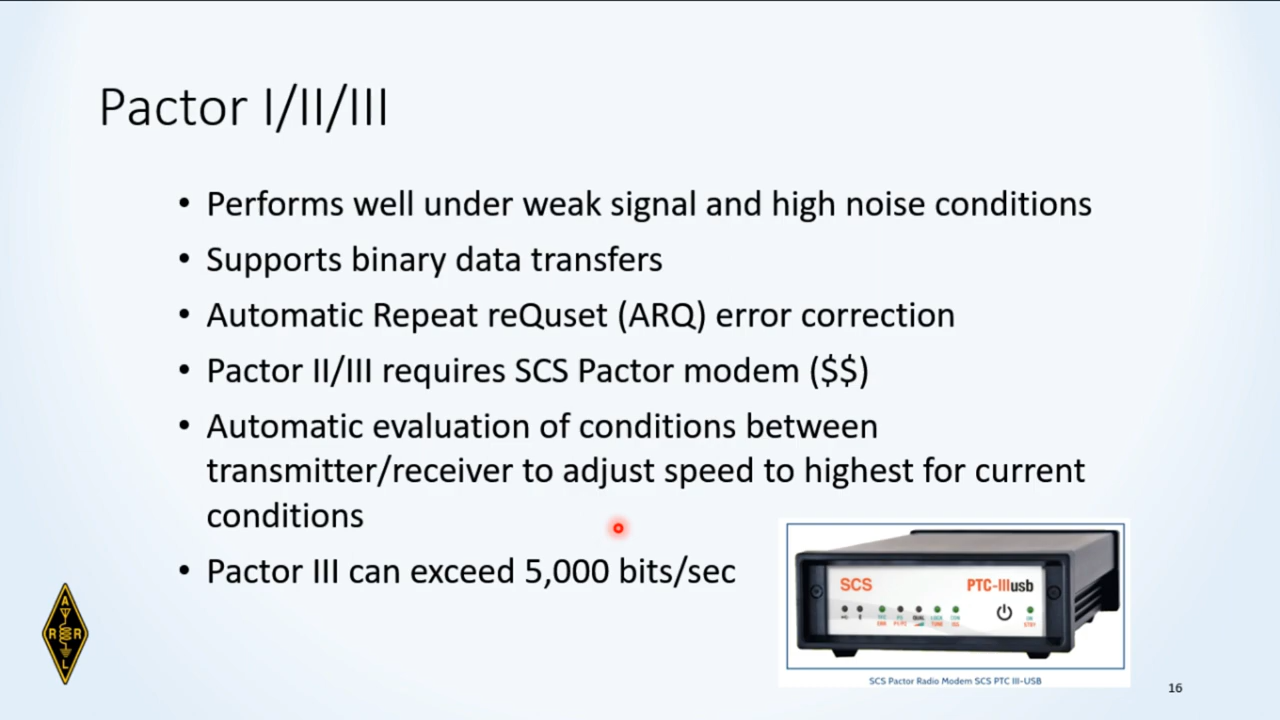 Pactor I/II/III
• Performs well under weak signal and high noise conditions
• Supports binary data transfers
• Automatic Repeat reQuset (ARQ) error correction
• Pactor II/III requires SCS Pactor modem ($$)
• Automatic evaluation of conditions between
transmitter/receiver to adjust speed to highest for current
conditions
• Pactor III can exceed 5,000 bits/sec
SCS
PTC-IIIusb
SCS Pactor Radio Modem SCS PTC III-USB
A
R R
L
16